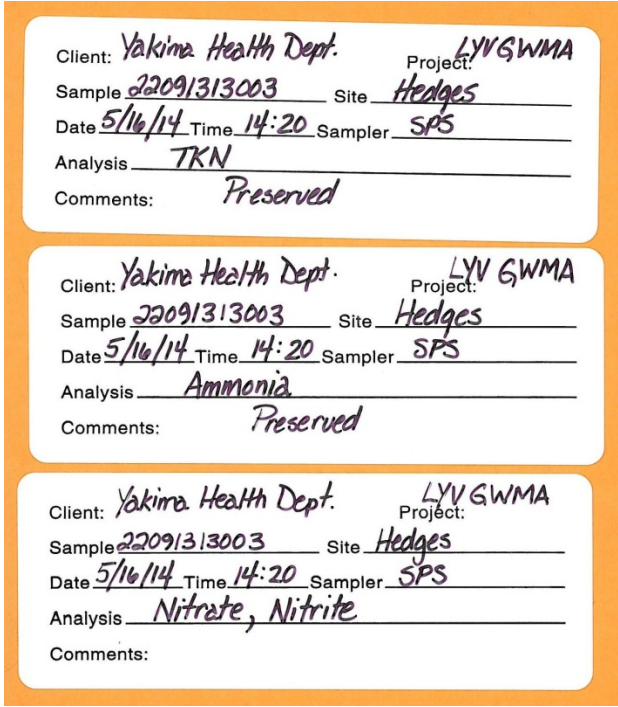 Client: Yakima Health Dept. Project: LYV GWMA
Sample 22091313003 Site Hedges
Date 5/16/14 Time 14:20 Sampler SPS
Analysis TKN
Comments: Preserved
Client: Yakima Health Dept. Project: LYV GWMA
Sample 22091313003 Site Hedges
Date 5/16/14 Time 14:20 Sampler SPS
Analysis Ammonia
Comments: Preserved
Client: Yakima Health Dept. Project: LYV GWMA
Sample 22091313003 Site Hedges
Date 5/16/14 Time 14:20 Sampler SPS
Analysis Nitrate, Nitrite
Comments: